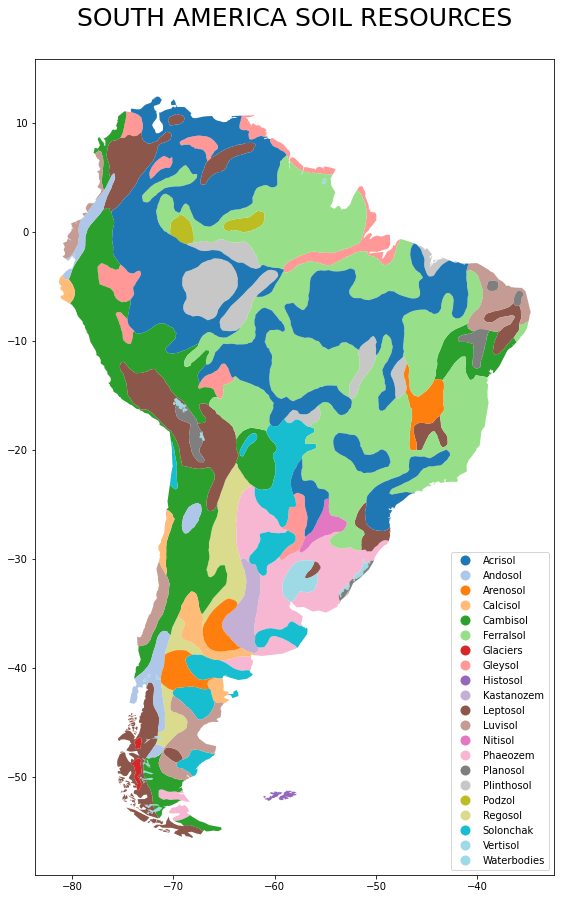 SOUTH AMERICA SOIL RESOURCES
10
0
−10
−20
−30
−40
−50
−80
−70
−60
−50
−40
Acrisol
Andosol
Arenosol
Calcisol
Cambisol
Ferralsol
Glaciers
Gleysol
Histosol
Kastanozem
Leptosol
Luvisol
Nitisol
Phaeozem
Planosol
Plinthosol
Podzol
Regosol
Solonchak
Vertisol
Waterbodies